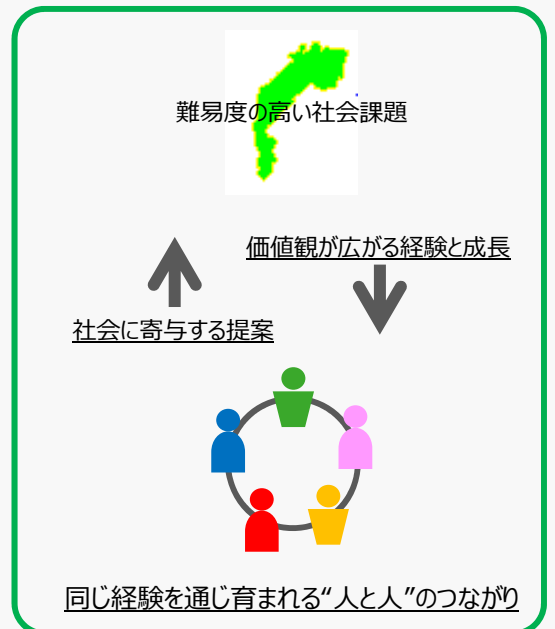 難易度の高い社会課題
価値観が広がる経験と成長
社会に寄与する提案
同じ経験を通じ育まれる“人と人”のつながり